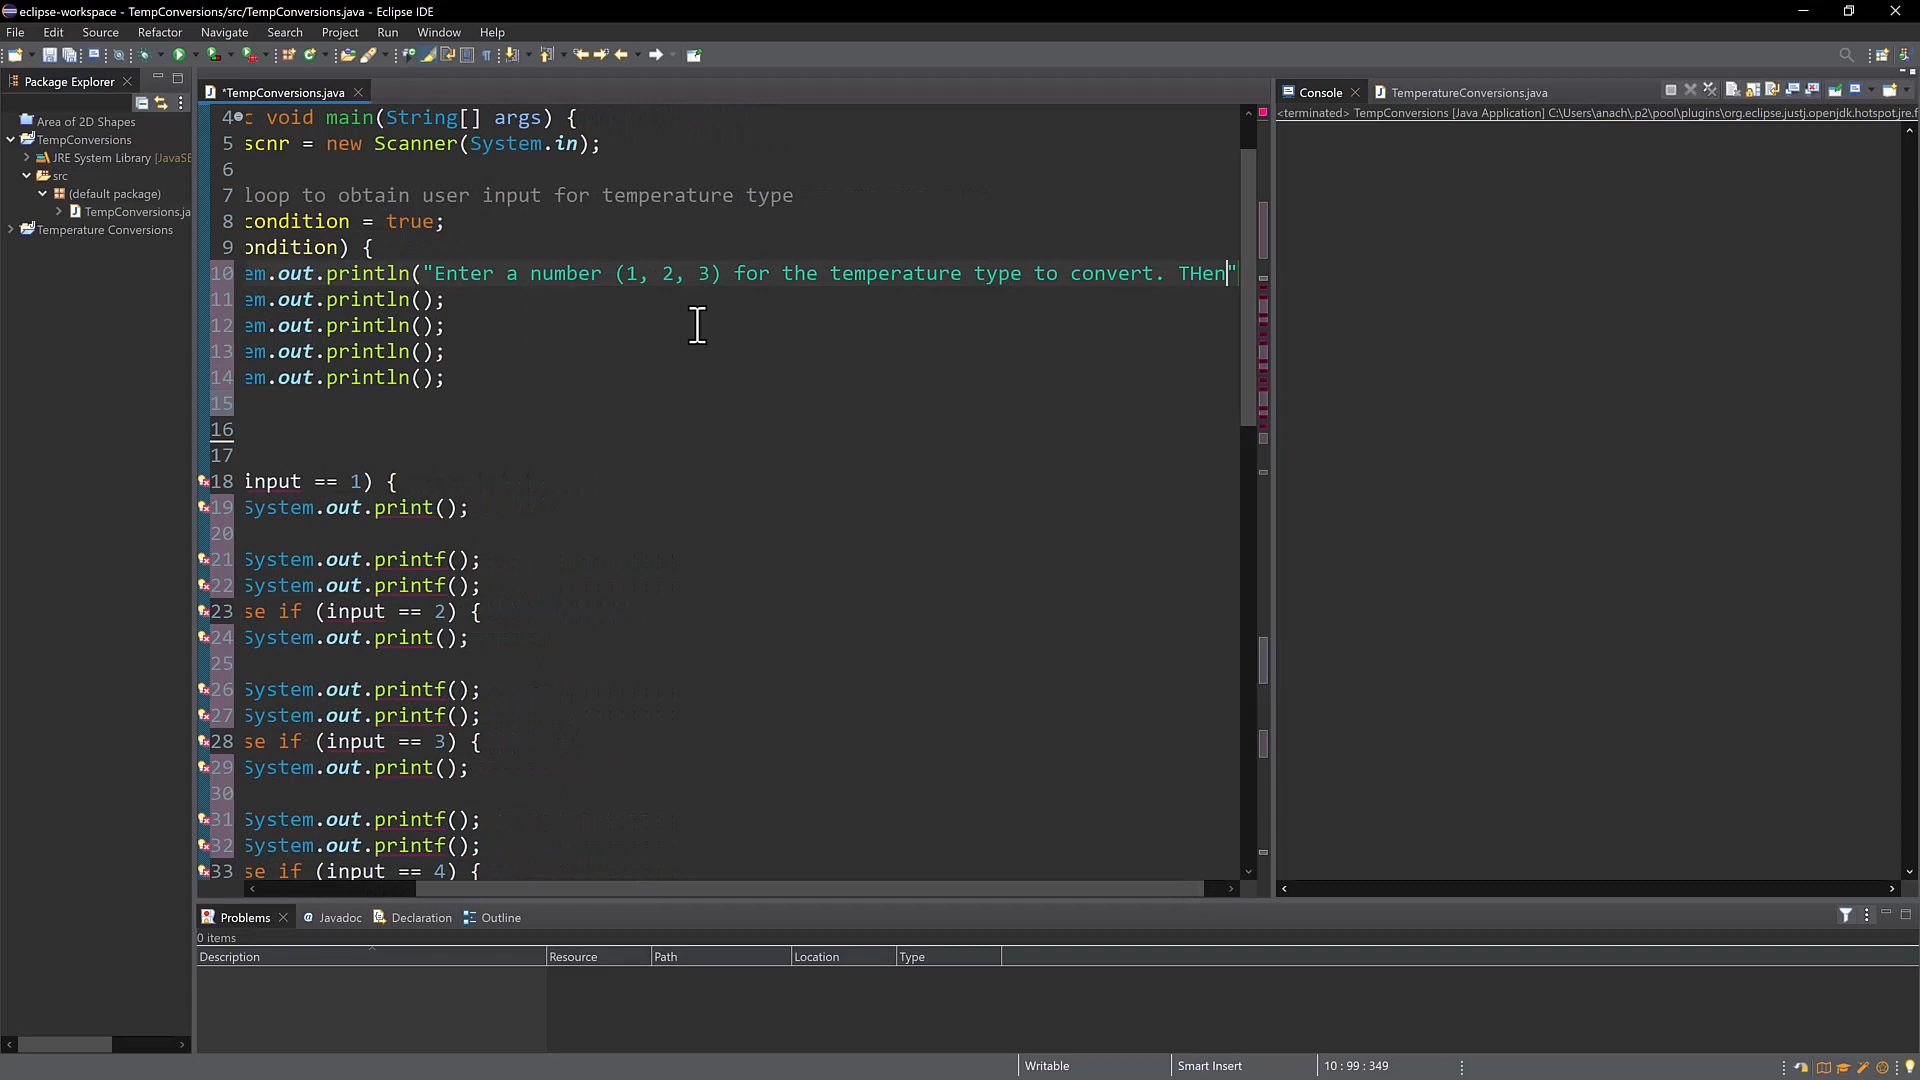 eclipse-workspace - TempConversions/src/TempConversions.java - Eclipse IDE
File Edit Source Refactor Navigate Search Project Run Window Help
Package Explorer
*TempConversions.java
Console
TemperatureConversions.java
<terminated> TempConversions [Java Application] C:\Users\anach\.p2\pool\plugins\org.eclipse.justj.openjdk.hotspot.jre.f
Area of 2D Shapes
TempConversions
JRE System Library [JavaSE
src
(default package)
TempConversions.ja
Temperature Conversions
4 c void main(String[] args) {
5 scnr = new Scanner(System.in);
6
7 loop to obtain user input for temperature type
8 condition = true;
9 ondition) {
10 em.out.println("Enter a number (1, 2, 3) for the temperature type to convert. THen"
11 em.out.println();
12 em.out.println();
13 em.out.println();
14 em.out.println();
15
16
17
18 input == 1) {
19 System.out.print();
20
21 System.out.printf();
22 System.out.printf();
23 se if (input == 2) {
24 System.out.print();
25
26 System.out.printf();
27 System.out.printf();
28 se if (input == 3) {
29 System.out.print();
30
31 System.out.printf();
32 System.out.printf();
33 se if (input == 4) {
Problems Javadoc Declaration Outline
0 items
Description Resource Path Location Type
Writable Smart Insert 10 : 99 : 349